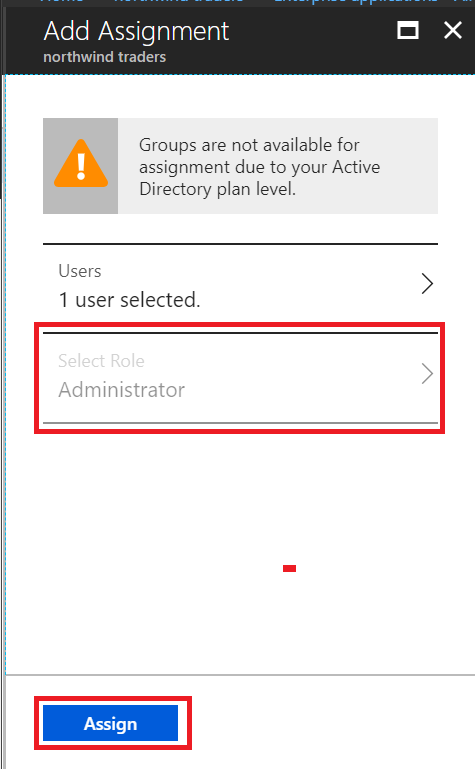 Add Assignment
northwind traders
Groups are not available for
assignment due to your Active
Directory plan level.
Users
1 user selected.
Select Role
Administrator
Assign